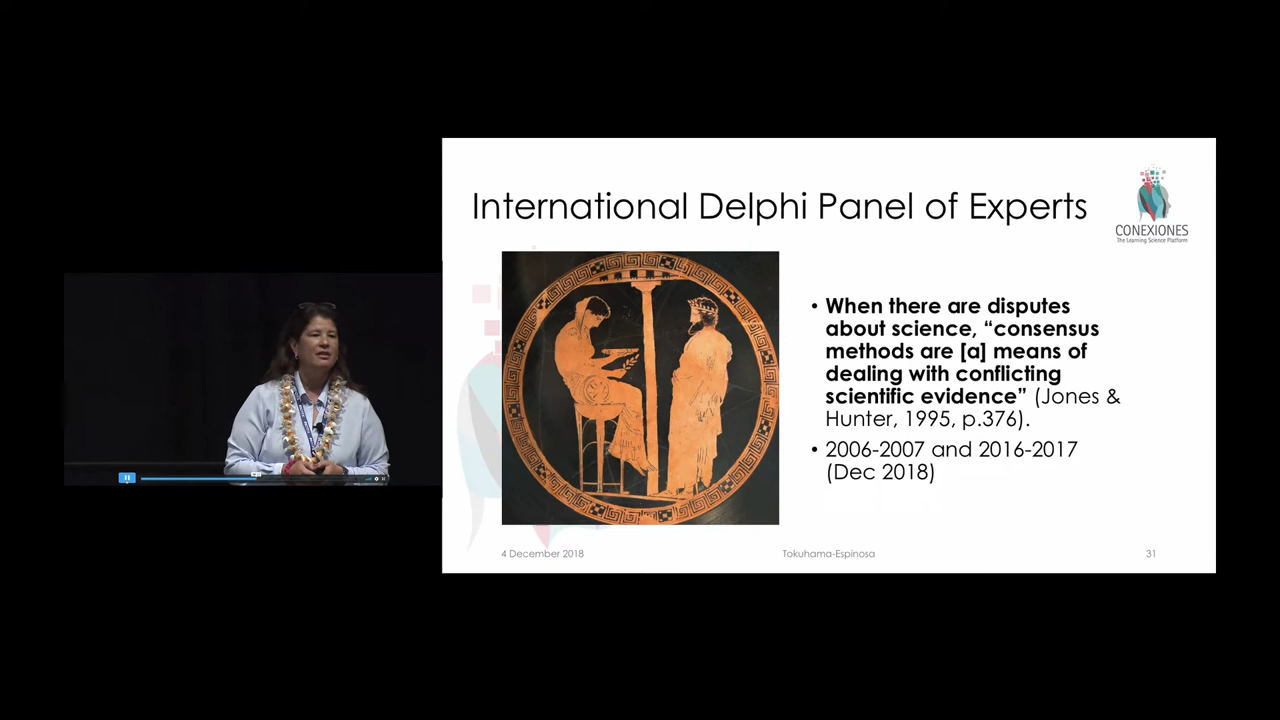 International Delphi Panel of Experts
CONEXIONES
The Learning Science Platform
• When there are disputes
about science, “consensus
methods are [a] means of
dealing with conflicting
scientific evidence” (Jones &
Hunter, 1995, p.376).
• 2006-2007 and 2016-2017
(Dec 2018)
4 December 2018
Tokuhama-Espinosa
31